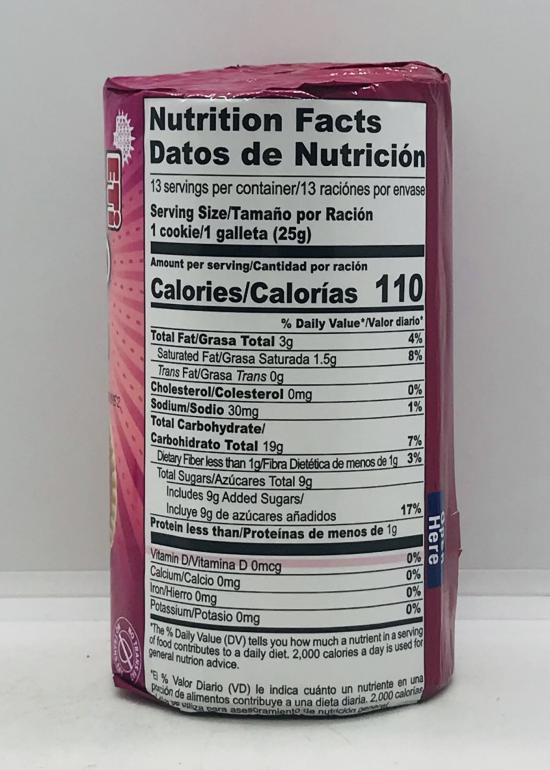 Nutrition Facts
Datos de Nutrición
13 servings per container/13 raciónes por envase
Serving Size/Tamaño por Ración
1 cookie/1 galleta (25g)
Amount per serving/Cantidad por ración
Calories/Calorías 110
% Daily Value*/Valor diario*
Total Fat/Grasa Total 3g 4%
Saturated Fat/Grasa Saturada 1.5g 8%
Trans Fat/Grasa Trans 0g
Cholesterol/Colesterol 0mg 0%
Sodium/Sodio 30mg 1%
Total Carbohydrate/
Carbohidrato Total 19g 7%
Dietary Fiber less than 1g/Fibra Dietética de menos de 1g 3%
Total Sugars/Azúcares Total 9g
Includes 9g Added Sugars/
Incluye 9g de azúcares añadidos 17%
Protein less than/Proteínas de menos de 1g
Vitamin D/Vitamina D 0mcg 0%
Calcium/Calcio 0mg 0%
Iron/Hierro 0mg 0%
Potassium/Potasio 0mg 0%
*The % Daily Value (DV) tells you how much a nutrient in a serving
of food contributes to a daily diet. 2,000 calories a day is used for
general nutrion advice.
*El % Valor Diario (VD) le indica cuánto un nutriente en una
porción de alimentos contribuye a una dieta diaria. 2,000 calorías
utiliza para asesoramiento de nutrición general
Here